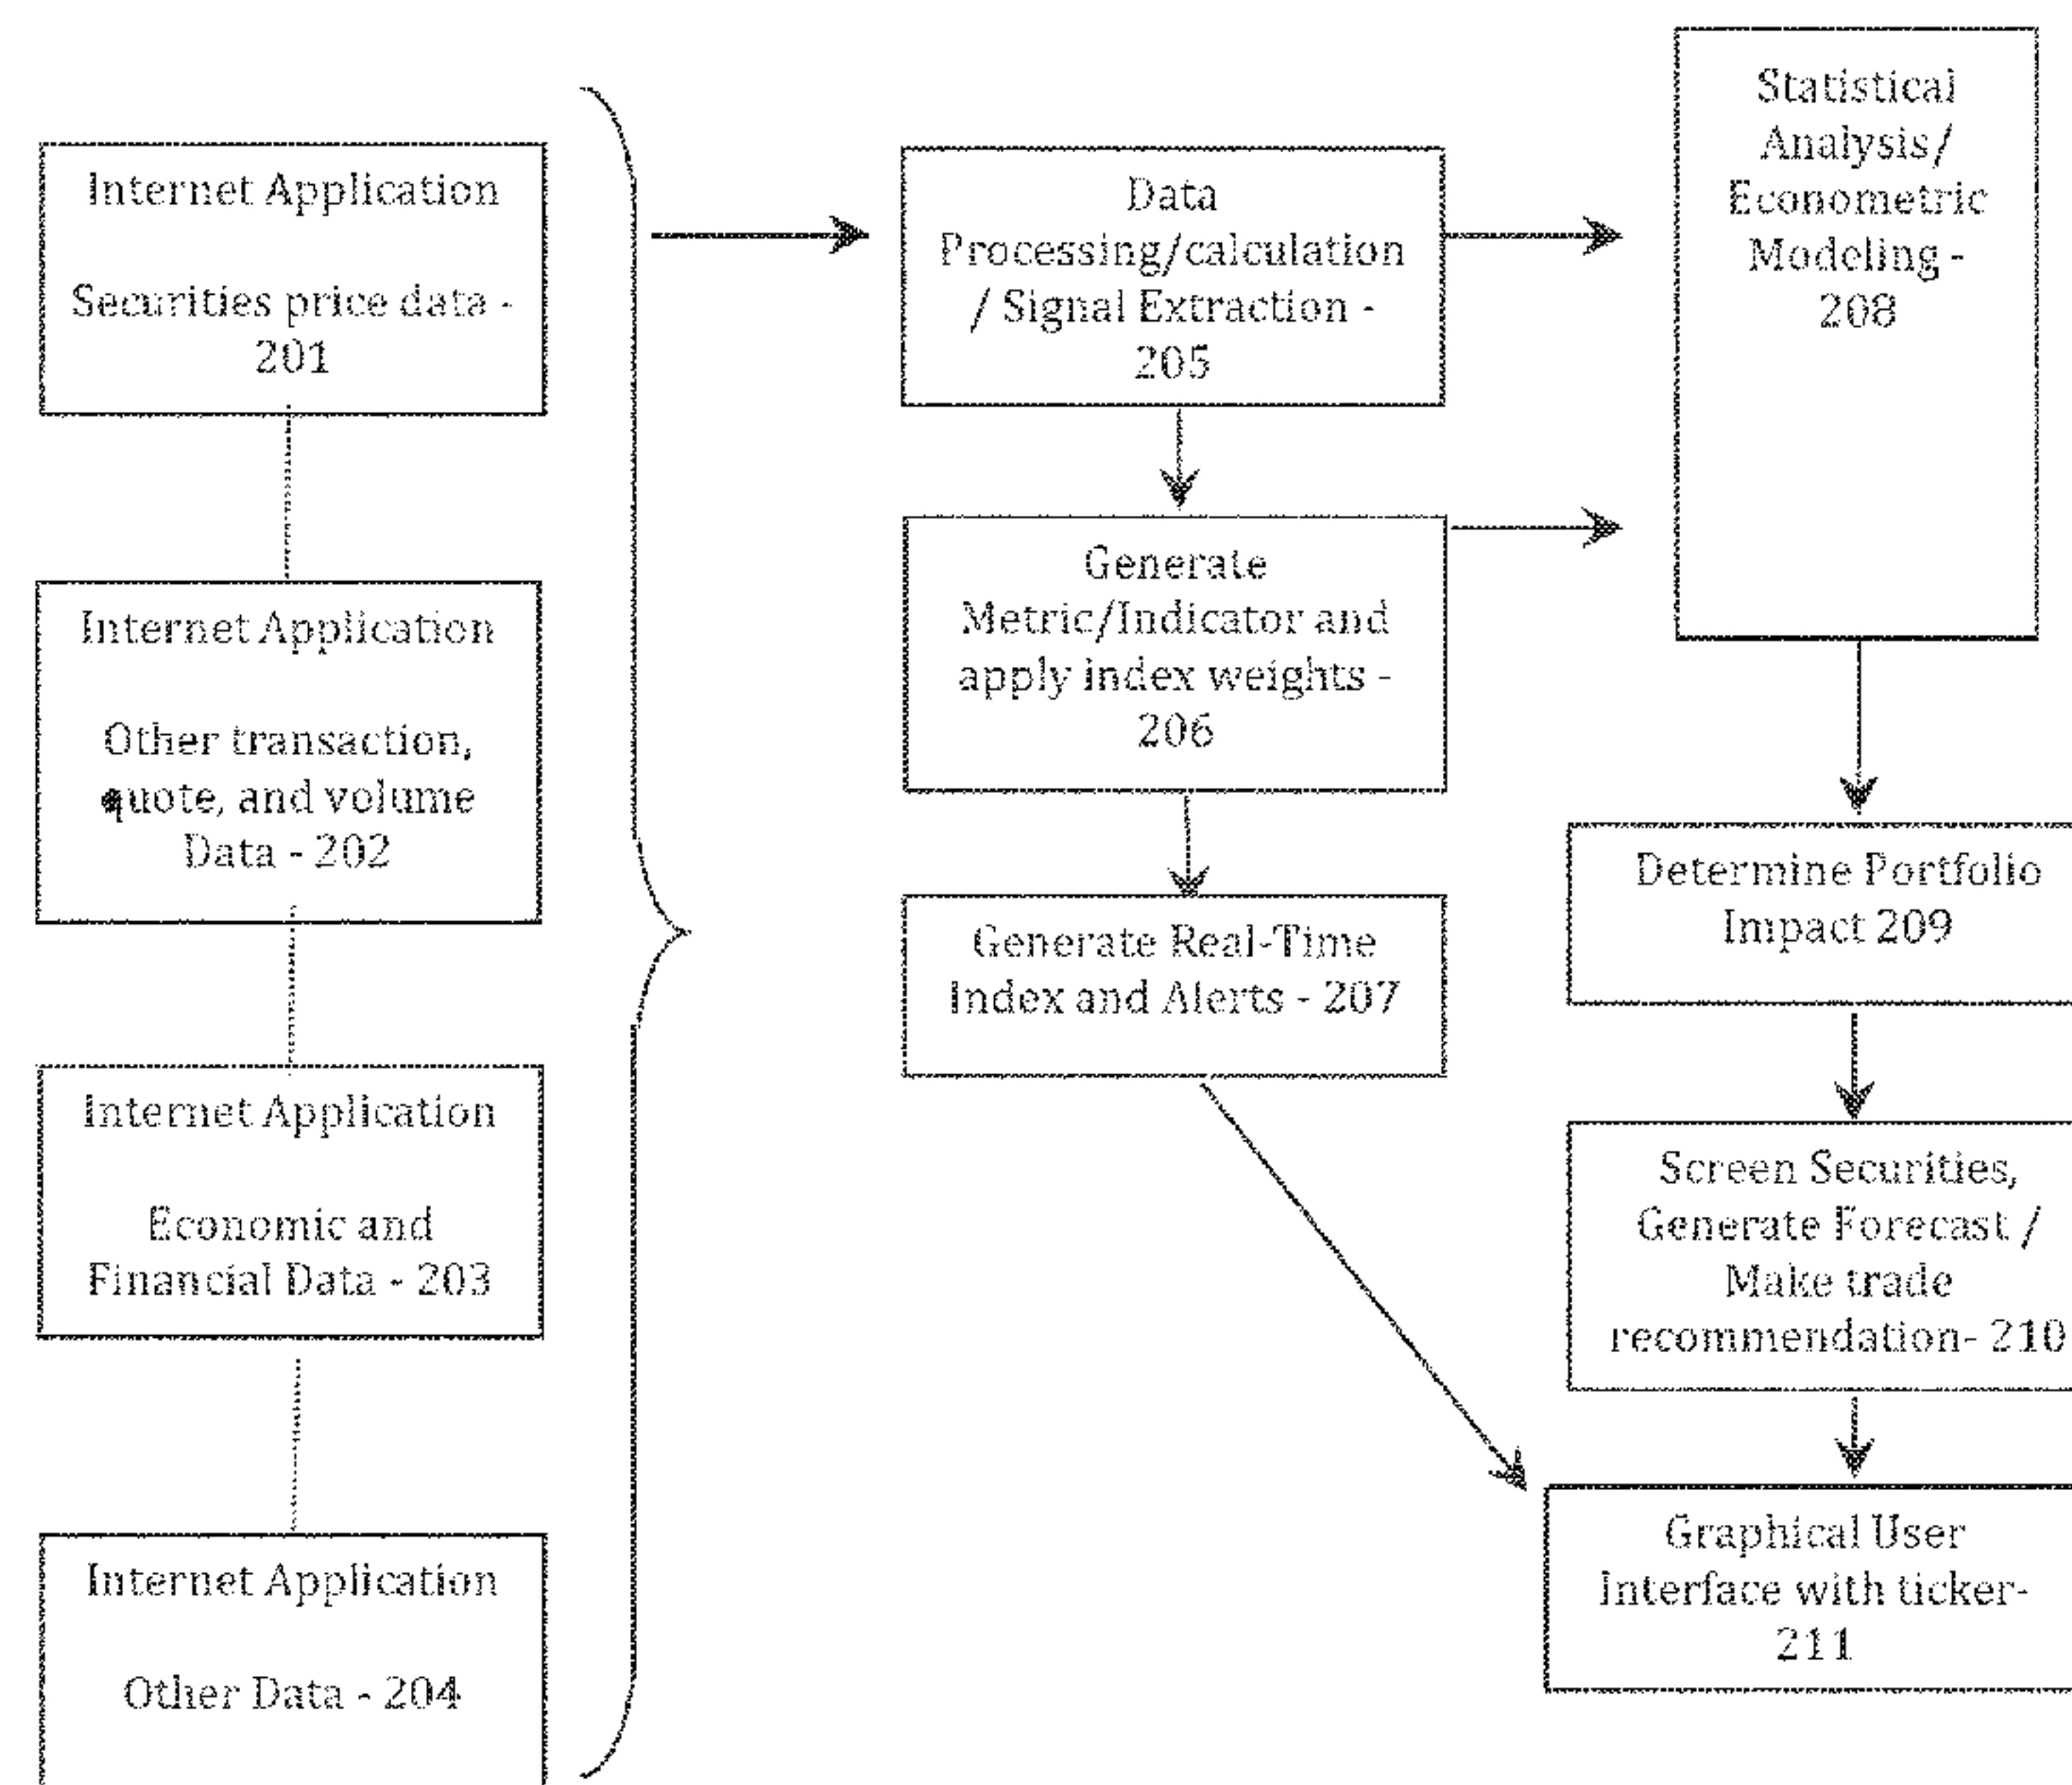 Internet Application
Securities price data -
201
Internet Application
Other transaction,
quote, and volume
Data - 202
Internet Application
Economic and
Financial Data - 203
Internet Application
Other Data - 204
Data
Processing/calculation
/ Signal Extraction -
205
Generate
Metric/Indicator and
apply index weights -
206
Generate Real-Time
Index and Alerts - 207
Statistical
Analysis/
Econometric
Modeling -
208
Determine Portfolio
Impact 209
Screen Securities,
Generate Forecast /
Make trade
recommendation- 210
Graphical User
Interface with ticker-
211